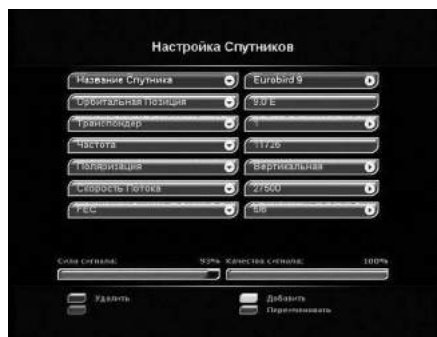 Настройка Спутников
Название Спутника Eurobird 9
Орбитальная Позиция 9.0 E
Транспондер 1
Частота 11726
Поляризация Вертикальная
Скорость Потока 27500
FEC 5/6
Сила сигнала: 93% Качество сигнала: 100%
Удалить Добавить
Переименовать